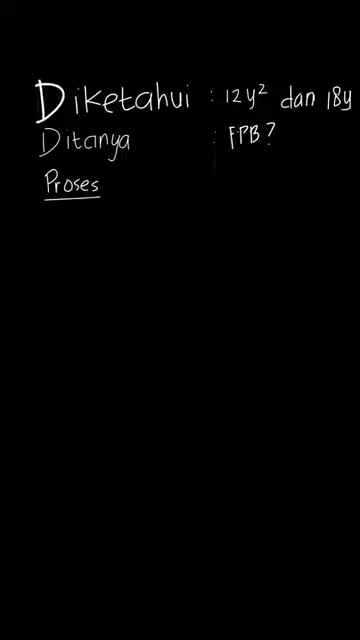 Diketahui : 12y² dan 18y
Ditanya : FPB?
Proses